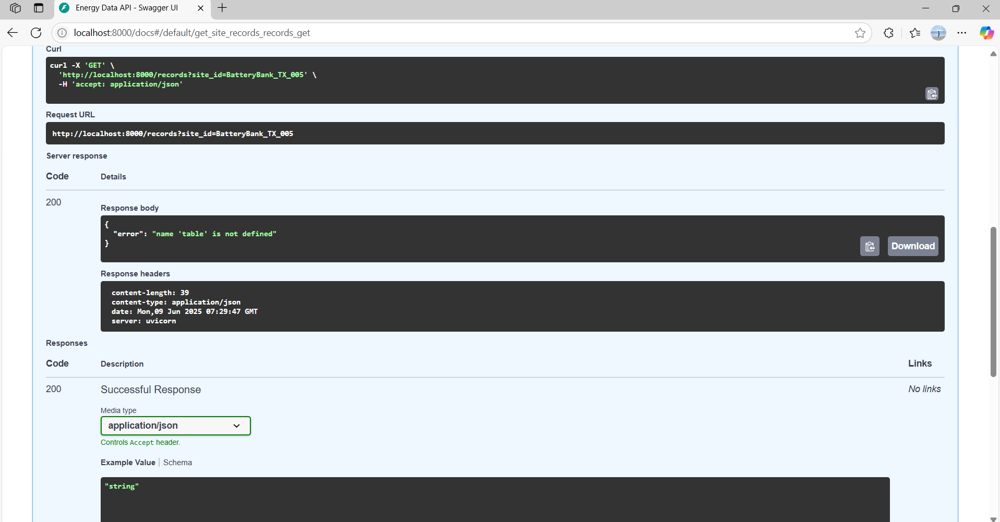 Energy Data API - Swagger UI
localhost:8000/docs#/default/get_site_records_records_get
Curl
curl -X 'GET' \
'http://localhost:8000/records?site_id=BatteryBank_TX_005' \
-H 'accept: application/json'
Request URL
http://localhost:8000/records?site_id=BatteryBank_TX_005
Server response
Code Details
200
Response body
{
"error": "name 'table' is not defined"
}
Download
Response headers
content-length: 39
content-type: application/json
date: Mon,09 Jun 2025 07:29:47 GMT
server: uvicorn
Responses
Code Description Links
200 Successful Response No links
Media type
application/json
Controls Accept header.
Example Value Schema
"string"